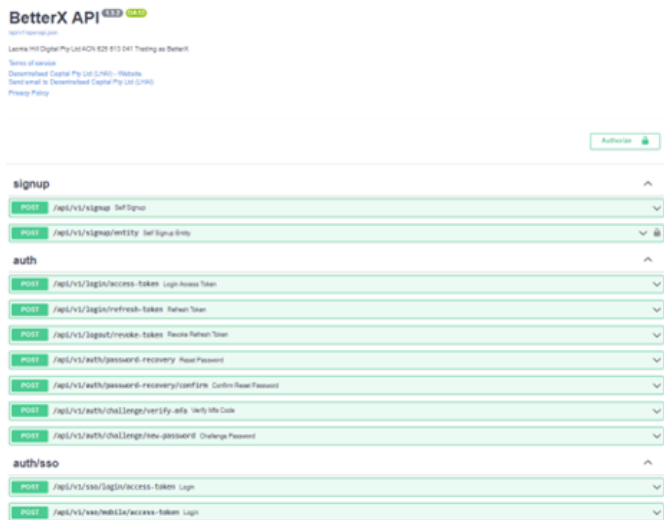 BetterX API
/api/v1/openapi.json
Leonie Hill Digital Pty Ltd ACN 625 613 041 Trading as BetterX
Terms of service
Decentralised Capital Pty Ltd (LHAI) - Website
Send email to Decentralised Capital Pty Ltd (LHAI)
Privacy Policy
Authorize
signup
POST /api/v1/signup Self Signup
POST /api/v1/signup/entity Self Signup Entity
auth
POST /api/v1/login/access-token Login Access Token
POST /api/v1/login/refresh-token Refresh Token
POST /api/v1/logout/revoke-token Revoke Refresh Token
POST /api/v1/auth/password-recovery Reset Password
POST /api/v1/auth/password-recovery/confirm Confirm Reset Password
POST /api/v1/auth/challenge/verify-mfa Verify Mfa Code
POST /api/v1/auth/challenge/new-password Challenge Password
auth/sso
POST /api/v1/sso/login/access-token Login
POST /api/v1/sso/mobile/access-token Login